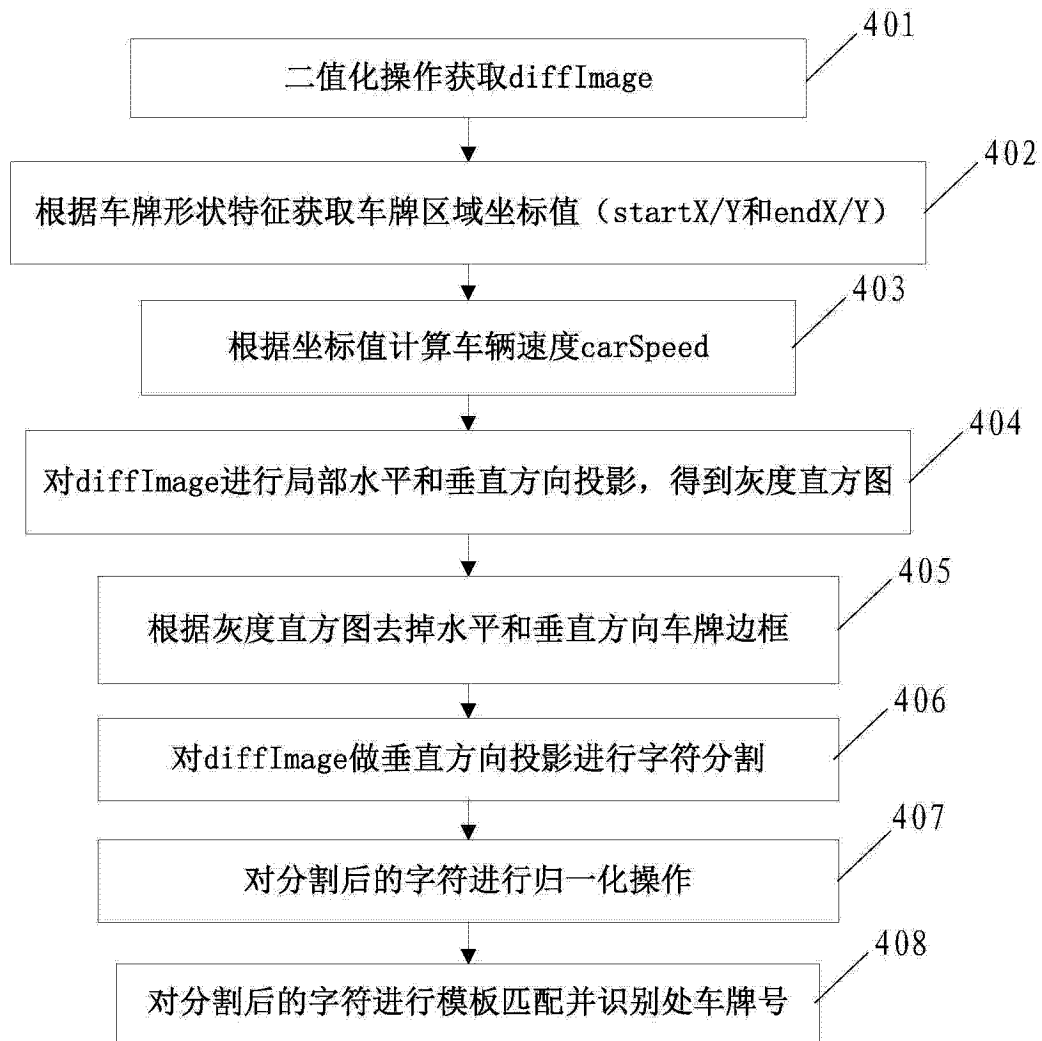 401
二值化操作获取diffImage
402
根据车牌形状特征获取车牌区域坐标值（startX/Y和endX/Y）
403
根据坐标值计算车辆速度carSpeed
404
对diffImage进行局部水平和垂直方向投影，得到灰度直方图
405
根据灰度直方图去掉水平和垂直方向车牌边框
406
对diffImage做垂直方向投影进行字符分割
407
对分割后的字符进行归一化操作
408
对分割后的字符进行模板匹配并识别处车牌号